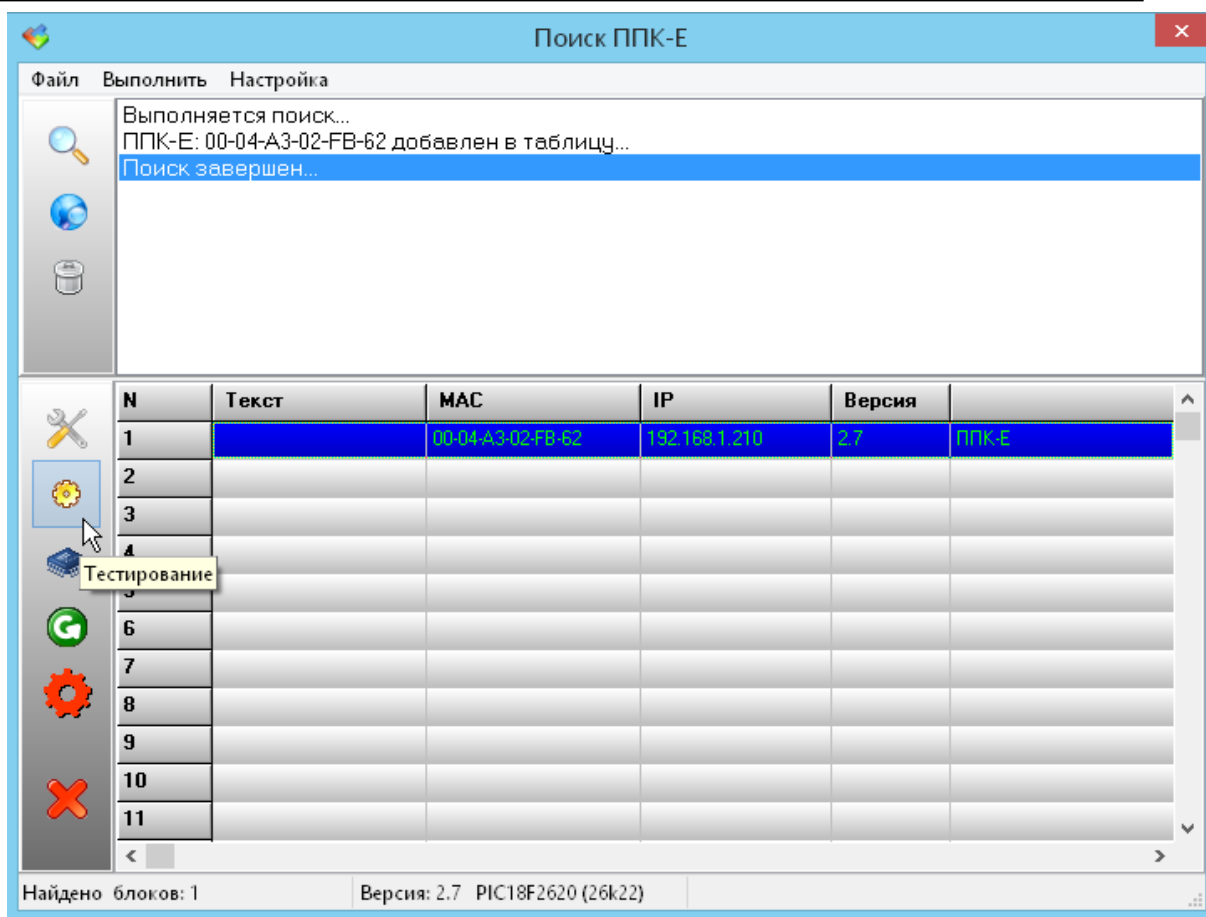 Поиск ППК-Е
Файл Выполнить Настройка
Выполняется поиск...
ППК-Е: 00-04-A3-02-FB-62 добавлен в таблицу...
Поиск завершен...
N Текст MAC IP Версия
1 00-04-A3-02-FB-62 192.168.1.210 2.7 ППК-Е
2
3
4
Тестирование
5
6
7
8
9
10
11
Найдено блоков: 1 Версия: 2.7 PIC18F2620 (26k22)